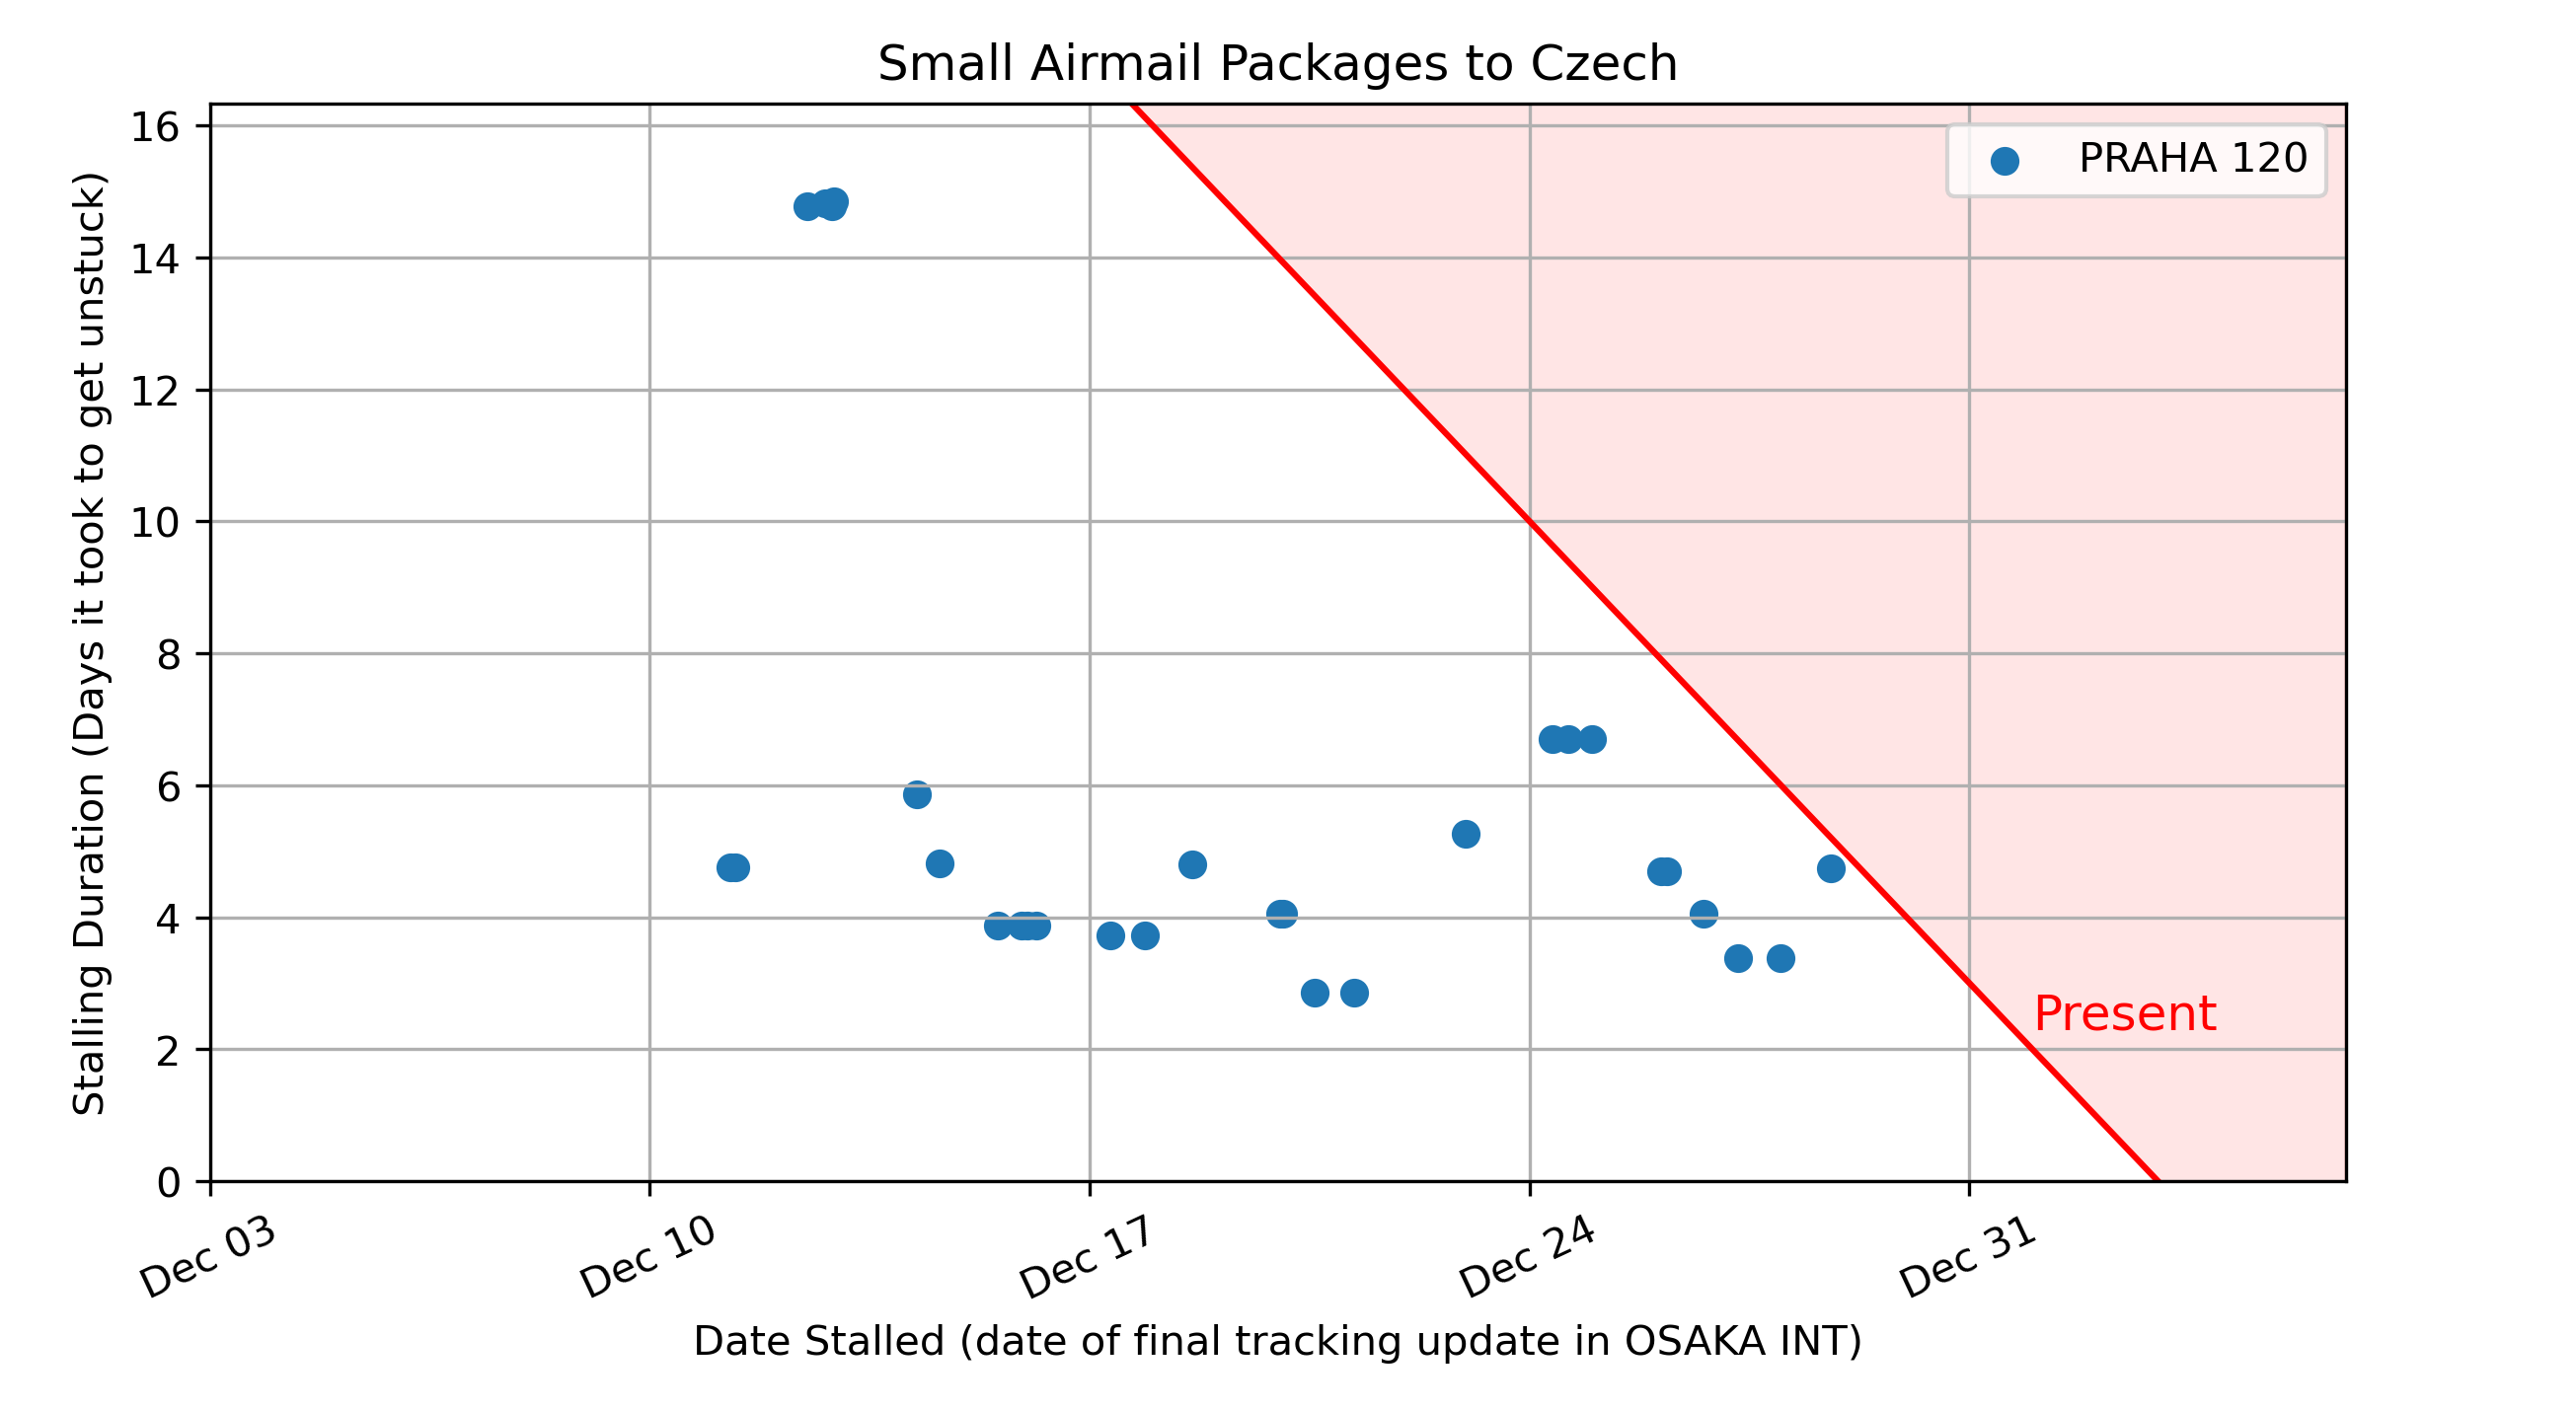 Small Airmail Packages to Czech
Stalling Duration (Days it took to get unstuck)
16
14
12
10
8
6
4
2
0
PRAHA 120
Present
Dec 03
Dec 10
Dec 17
Dec 24
Dec 31
Date Stalled (date of final tracking update in OSAKA INT)